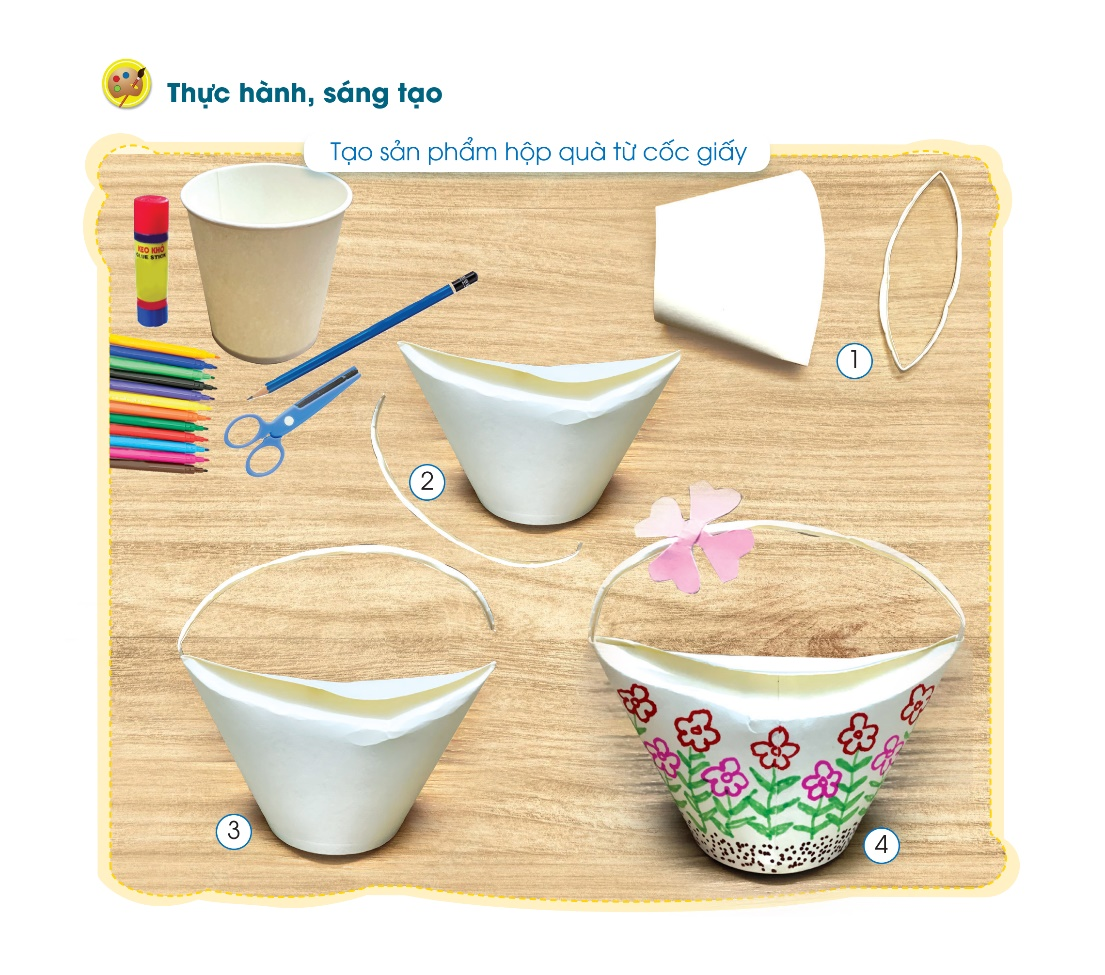 Thực hành, sáng tạo
Tạo sản phẩm hộp quà từ cốc giấy
KEO KHÔ
GLUE STICK
1
2
3
4